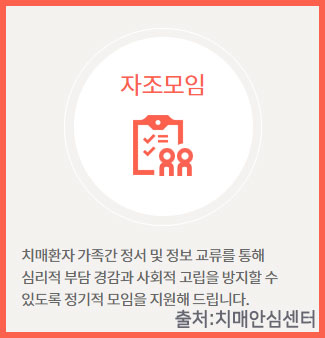 자조모임
치매환자 가족간 정서 및 정보 교류를 통해
심리적 부담 경감과 사회적 고립을 방지할 수
있도록 정기적 모임을 지원해 드립니다.
출처:치매안심센터